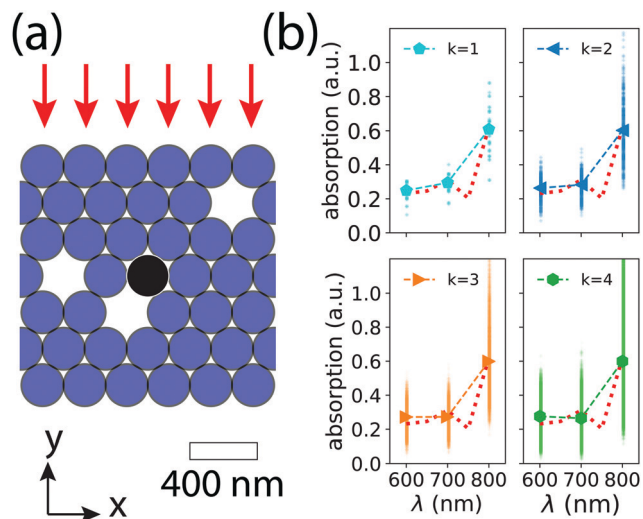 (a)
400 nm
y
x
(b)
absorption (a.u.)
1.0
0.8
0.6
0.4
0.2
0.0
k=1
k=2
absorption (a.u.)
1.0
0.8
0.6
0.4
0.2
0.0
k=3
k=4
600 700 800
600 700 800
λ (nm)
λ (nm)